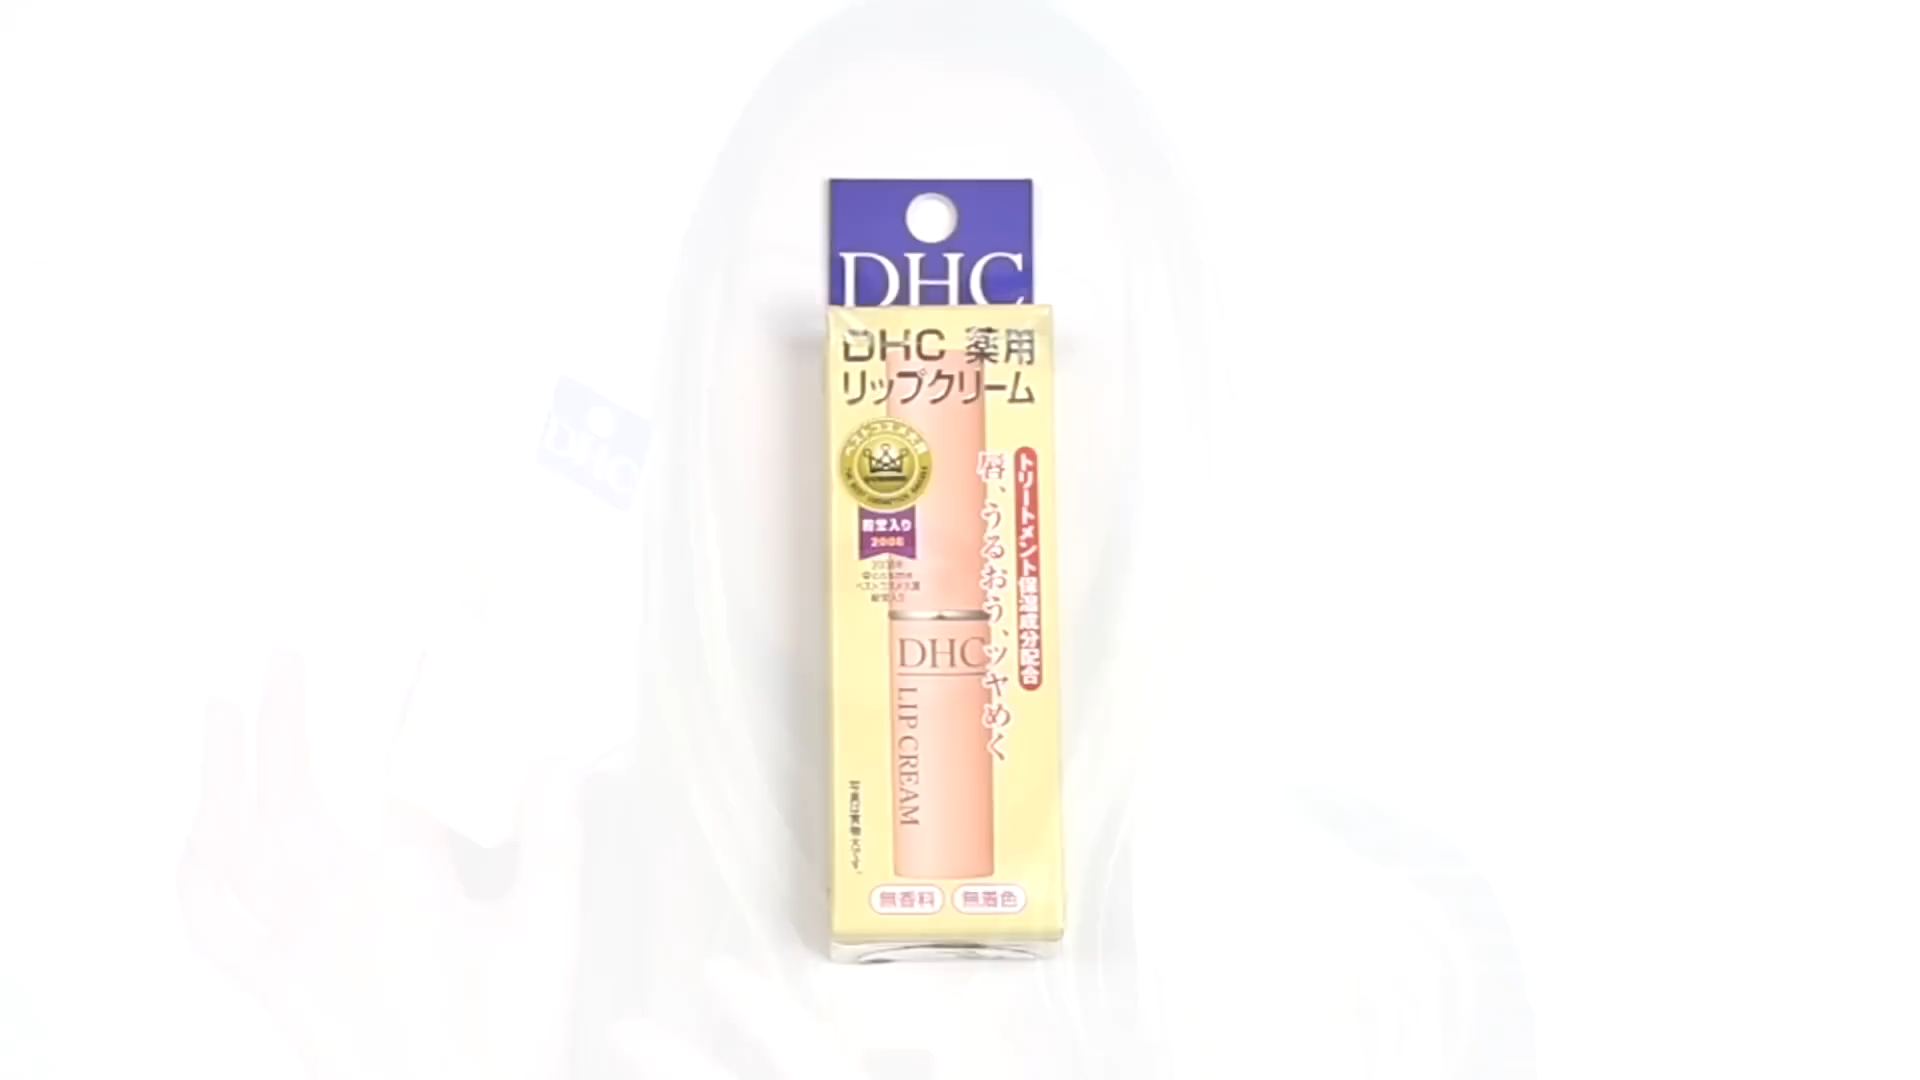 DHC
DHC 薬用
リップクリーム
殿堂入り
2008
トリートメント保湿成分配合
唇、うるおう、ツヤめく
DHC
LIP CREAM
無香料
無着色
DHC